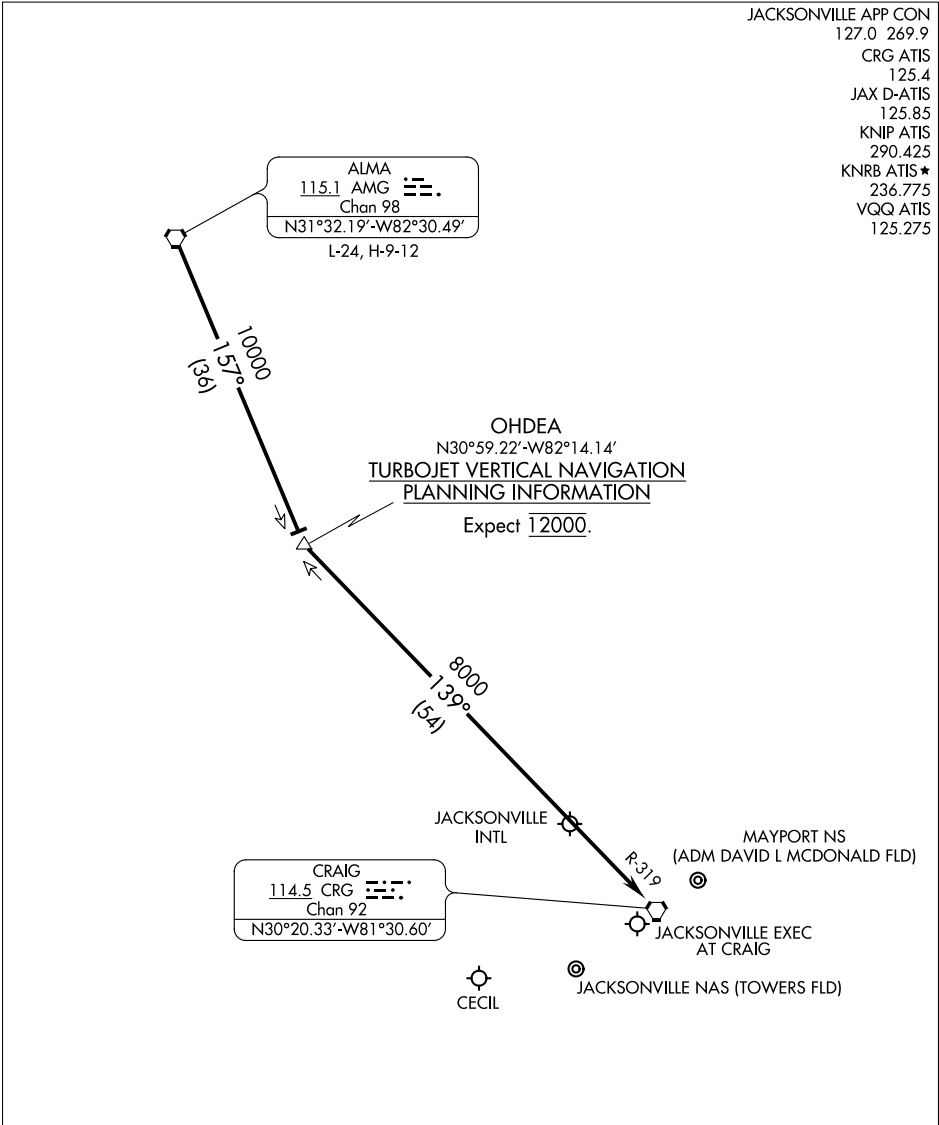 JACKSONVILLE APP CON
127.0 269.9
CRG ATIS
125.4
JAX D-ATIS
125.85
KNIP ATIS
290.425
KNRB ATIS★
236.775
VQQ ATIS
125.275
ALMA
115.1 AMG
Chan 98
N31°32.19′-W82°30.49′
L-24, H-9-12
10000
157°
(36)
OHDEA
N30°59.22′-W82°14.14′
TURBOJET VERTICAL NAVIGATION
PLANNING INFORMATION
Expect 12000.
8000
139°
(54)
JACKSONVILLE
INTL
R-319
MAYPORT NS
(ADM DAVID L MCDONALD FLD)
CRAIG
114.5 CRG
Chan 92
N30°20.33′-W81°30.60′
JACKSONVILLE EXEC
AT CRAIG
JACKSONVILLE NAS (TOWERS FLD)
CECIL